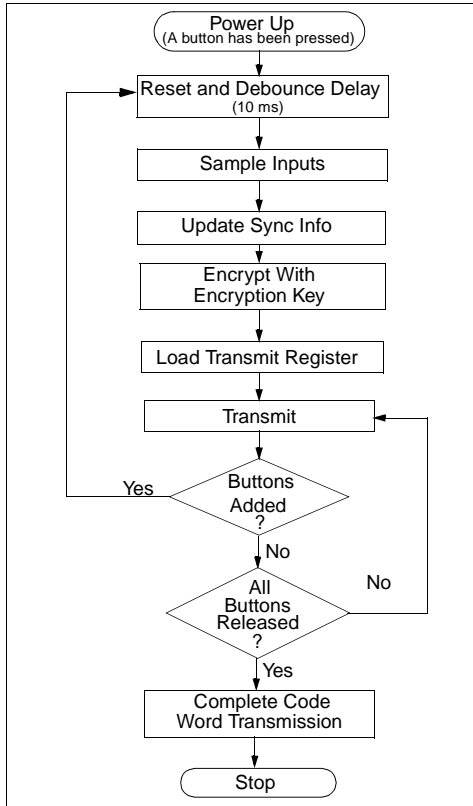 Power Up
(A button has been pressed)
Reset and Debounce Delay
(10 ms)
Sample Inputs
Update Sync Info
Encrypt With
Encryption Key
Load Transmit Register
Transmit
Buttons
Added
?
Yes
No
All
Buttons
Released
?
No
Yes
Complete Code
Word Transmission
Stop